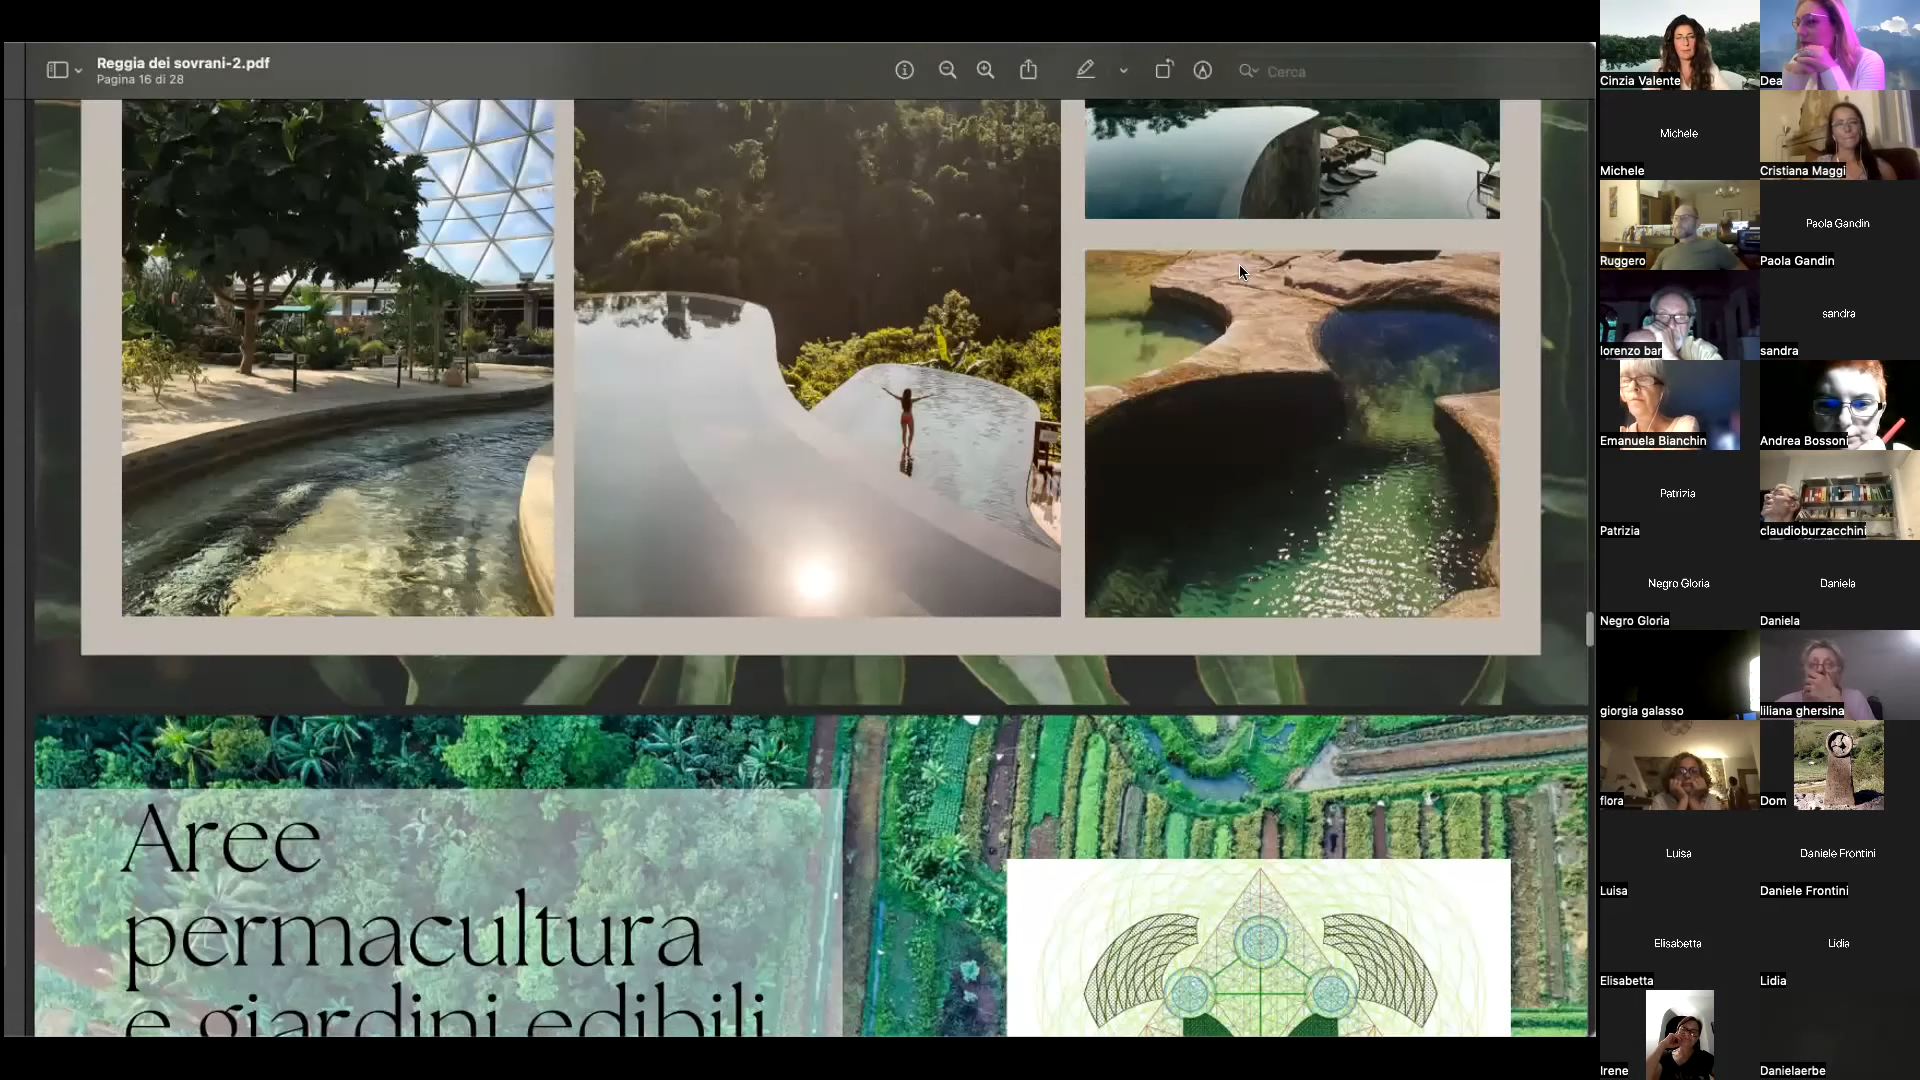 Reggia dei sovrani-2.pdf
Pagina 16 di 28
Cerca
Aree
permacultura
e giardini edibili
Cinzia Valente
Dea
Michele
Michele
Cristiana Maggi
Ruggero
Paola Gandin
Paola Gandin
lorenzo bar
sandra
sandra
Emanuela Bianchin
Andrea Bossoni
Patrizia
Patrizia
claudioburzacchini
Negro Gloria
Negro Gloria
Daniela
Daniela
giorgia galasso
liliana ghersina
flora
Dom
Luisa
Luisa
Daniele Frontini
Daniele Frontini
Elisabetta
Elisabetta
Lidia
Lidia
Irene
Danielaerbe